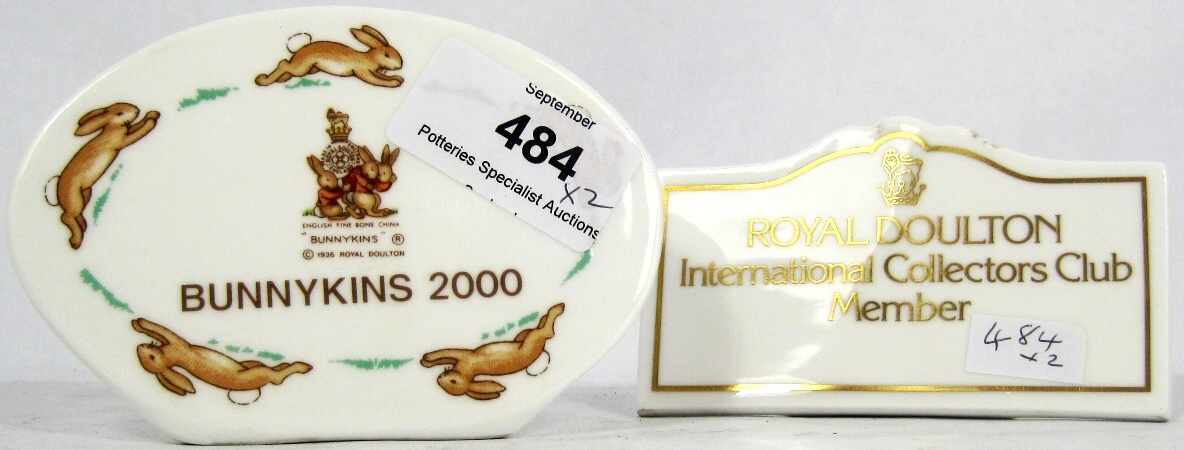 ENGLISH FINE BONE CHINA
"BUNNYKINS" ®
© 1936 ROYAL DOULTON
BUNNYKINS 2000
September
484
x2
Potteries Specialist Auctions
ROYAL DOULTON
International Collectors Club
Member
484
x2